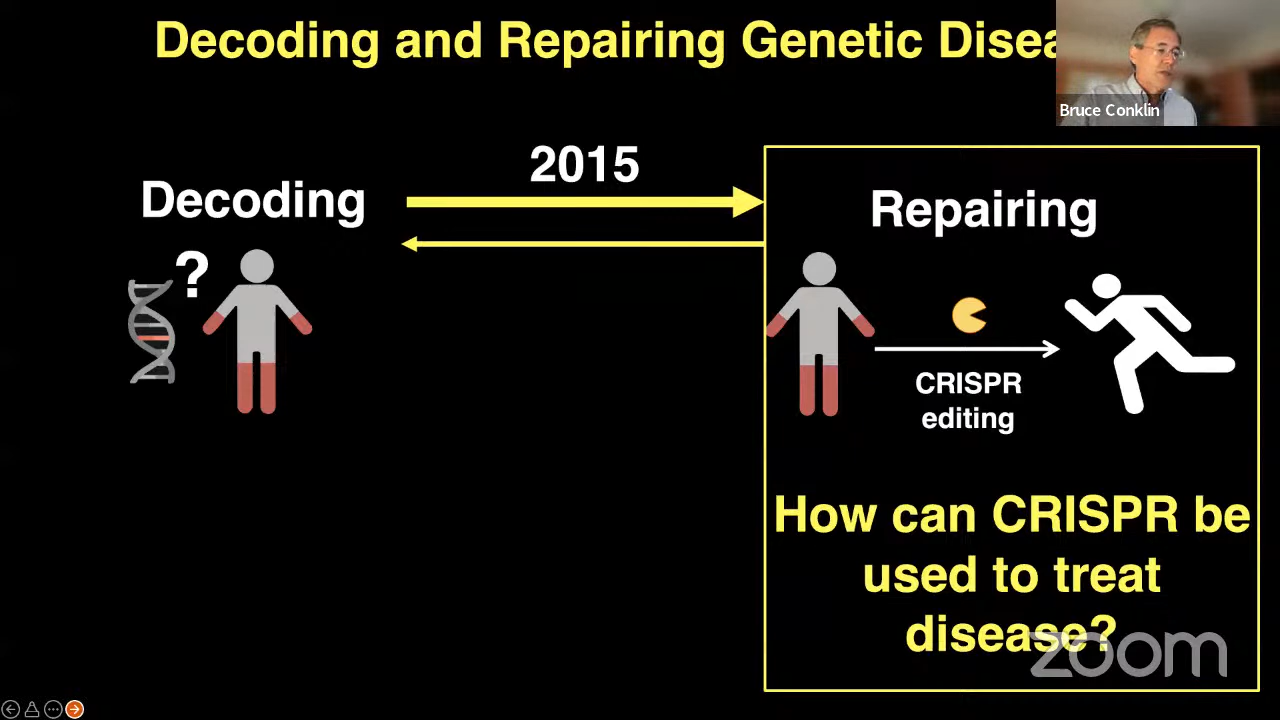 Decoding and Repairing Genetic
Bruce Conklin
2015
Decoding
Repairing
?
CRISPR
editing
How can CRISPR be
used to treat
disease?
zoom